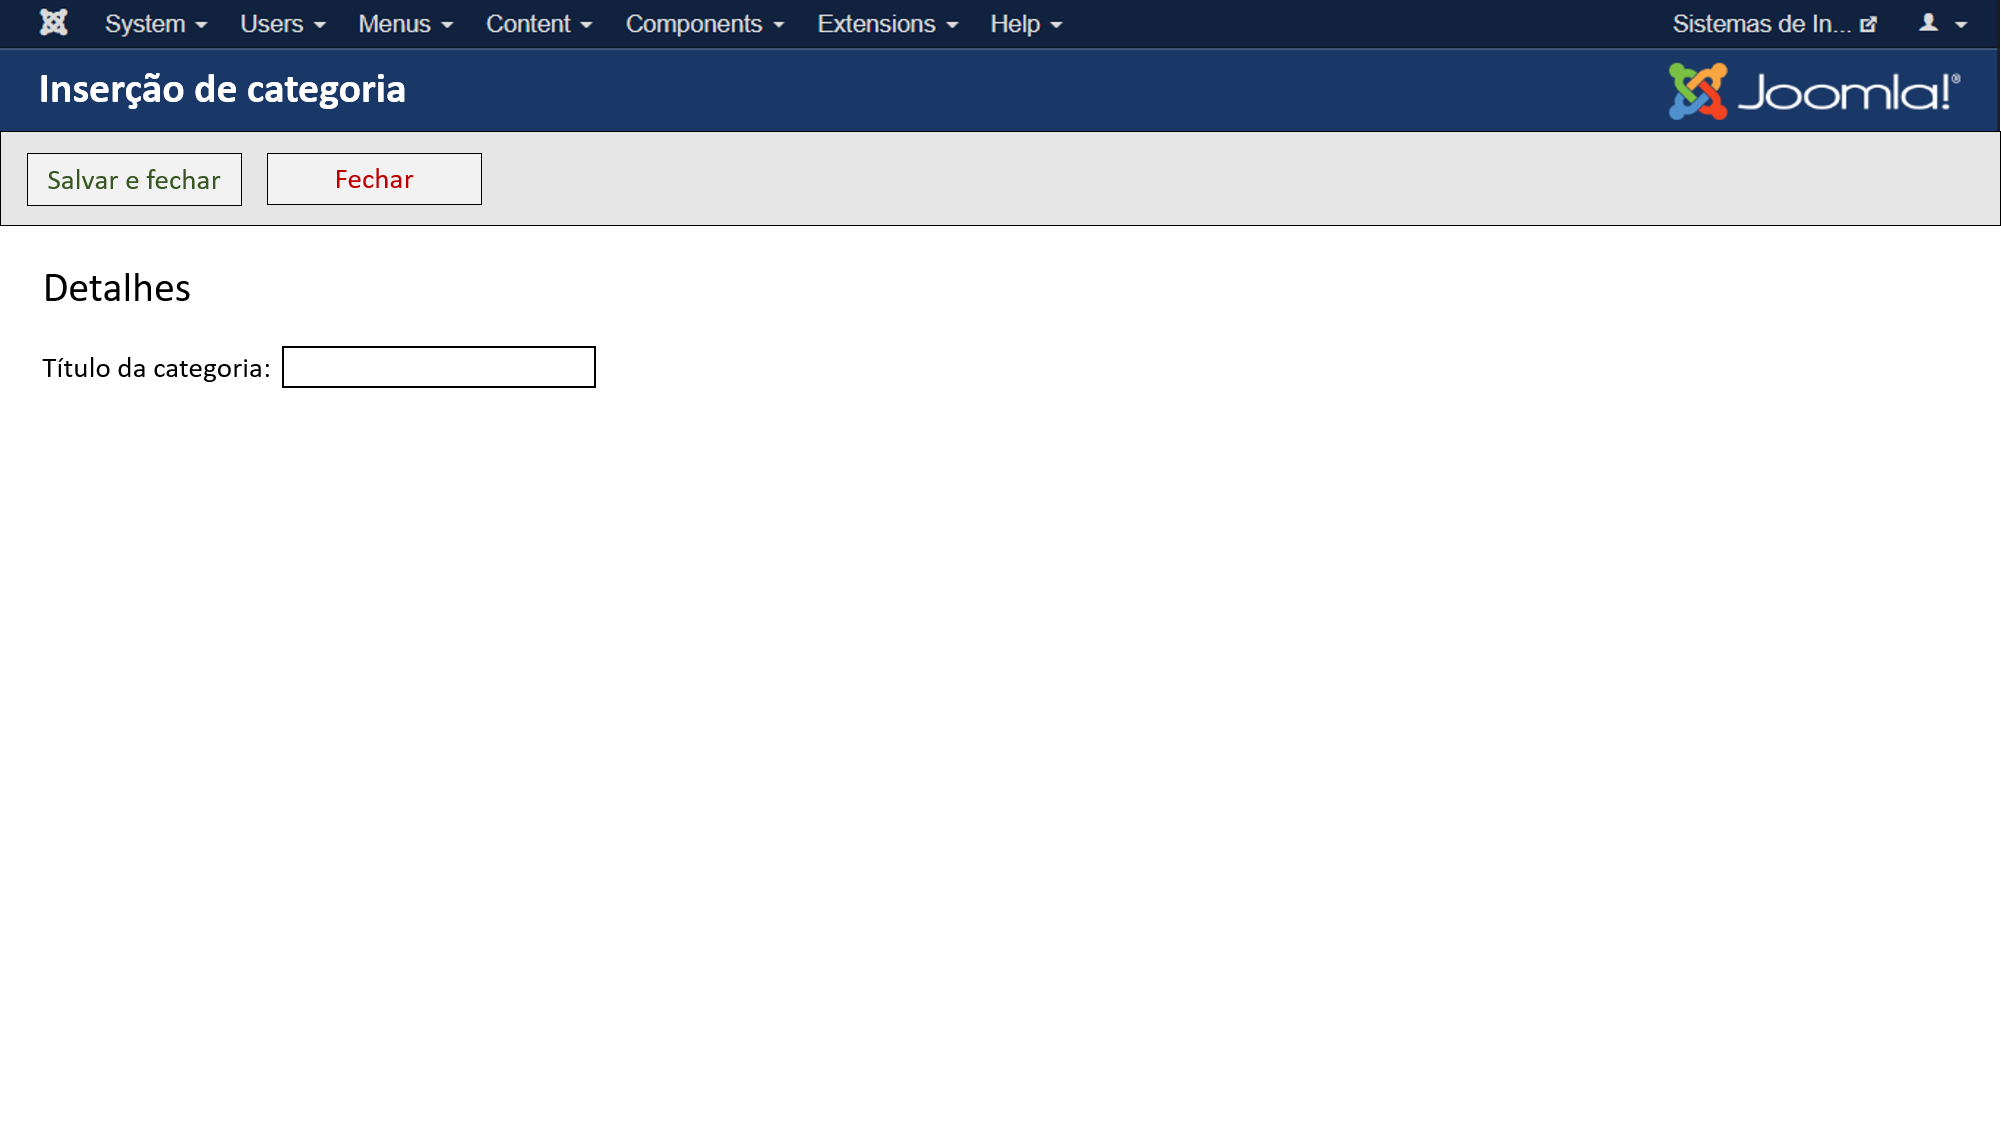 System Users Menus Content Components Extensions Help Sistemas de In...
Inserção de categoria
Joomla!®
Salvar e fechar Fechar
Detalhes
Título da categoria: